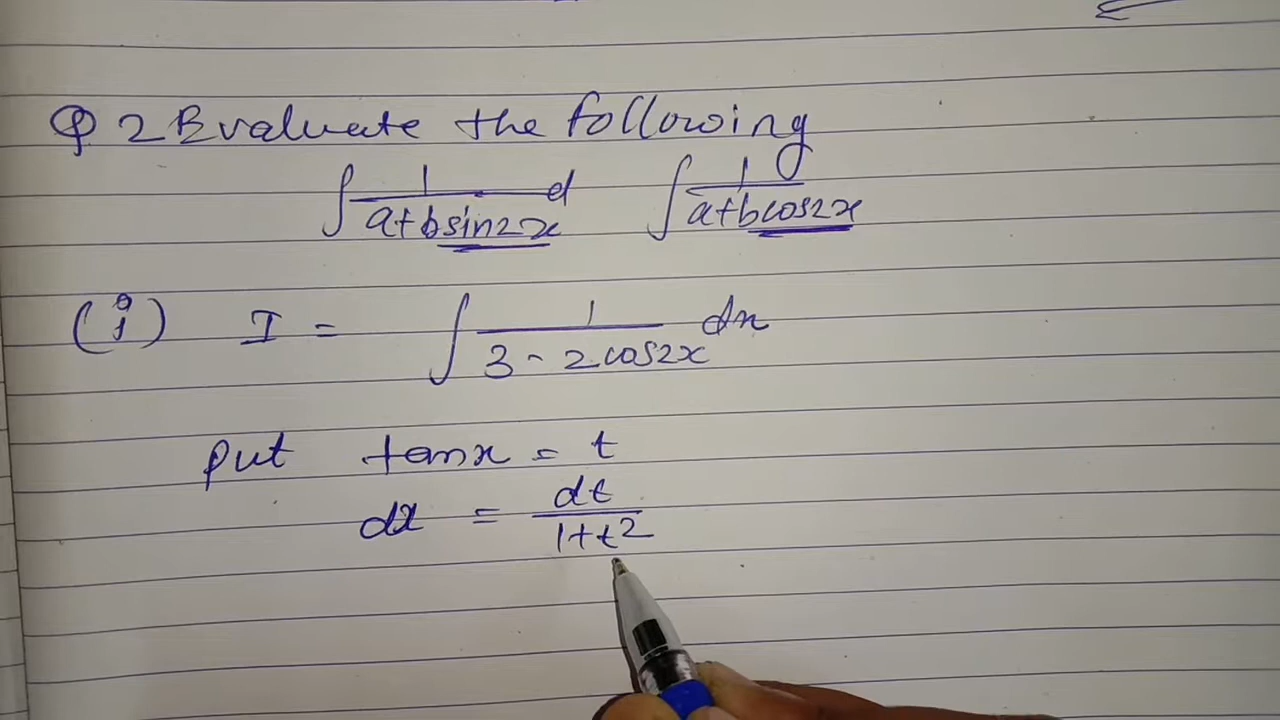 Q 2 Evaluate the following
∫ 1/(a+b sin2x) d ∫ 1/(a+b cos2x)
(i) I = ∫ 1/(3 - 2 cos2x) dx
put tanx = t
dx = dt/(1+t²)